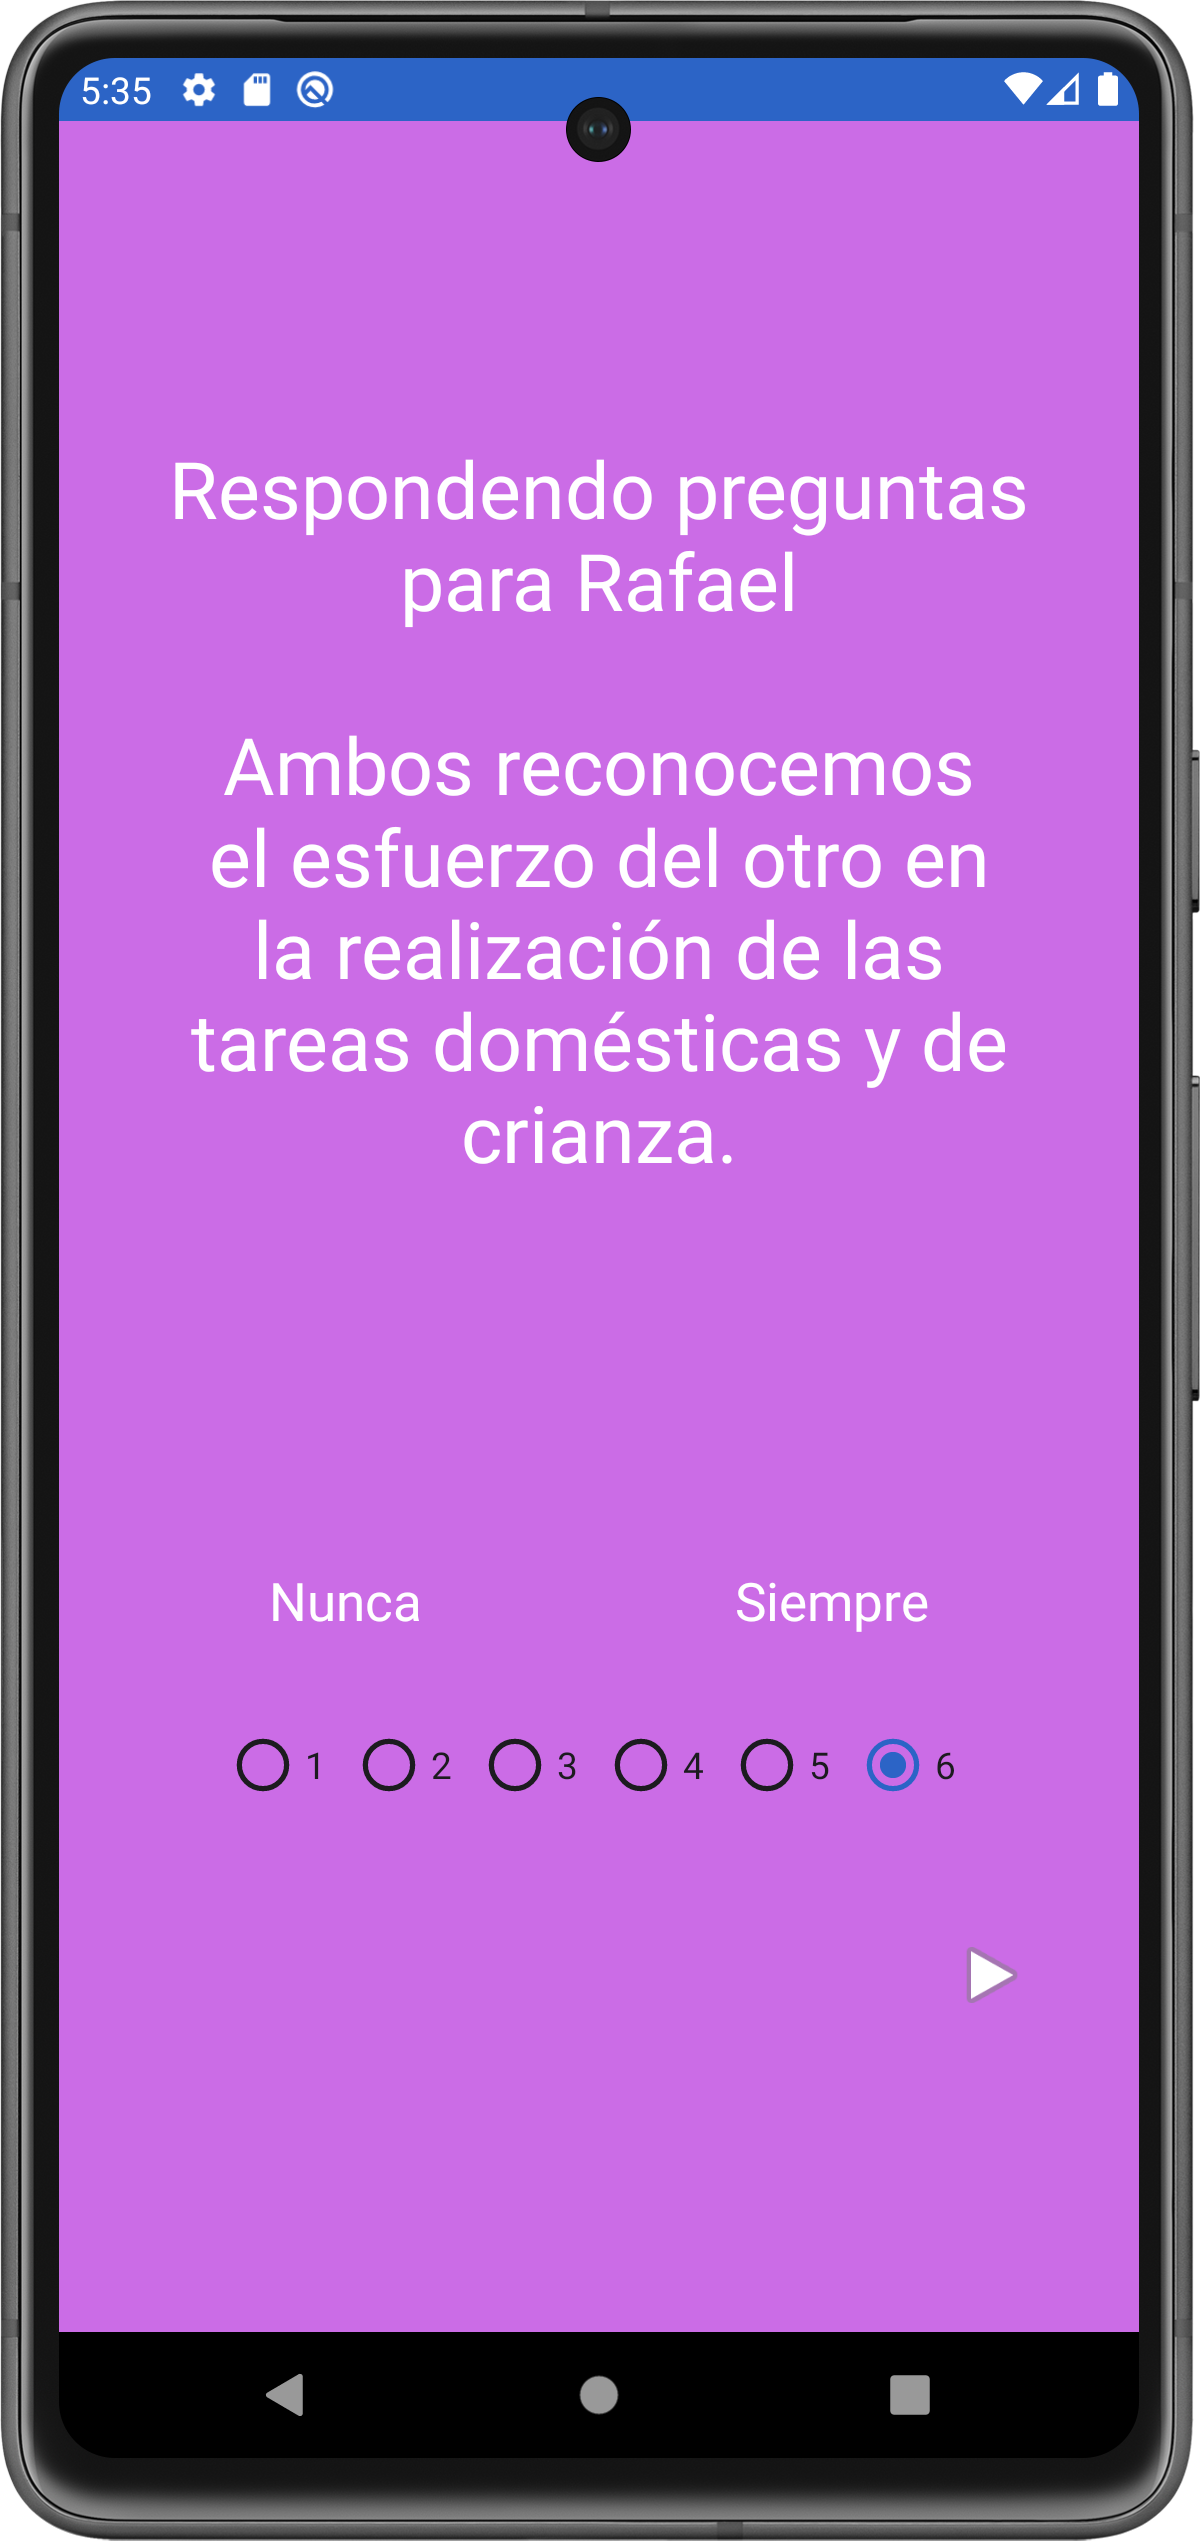 5:35
Respondendo preguntas
para Rafael
Ambos reconocemos
el esfuerzo del otro en
la realización de las
tareas domésticas y de
crianza.
Nunca Siempre
1 2 3 4 5 6